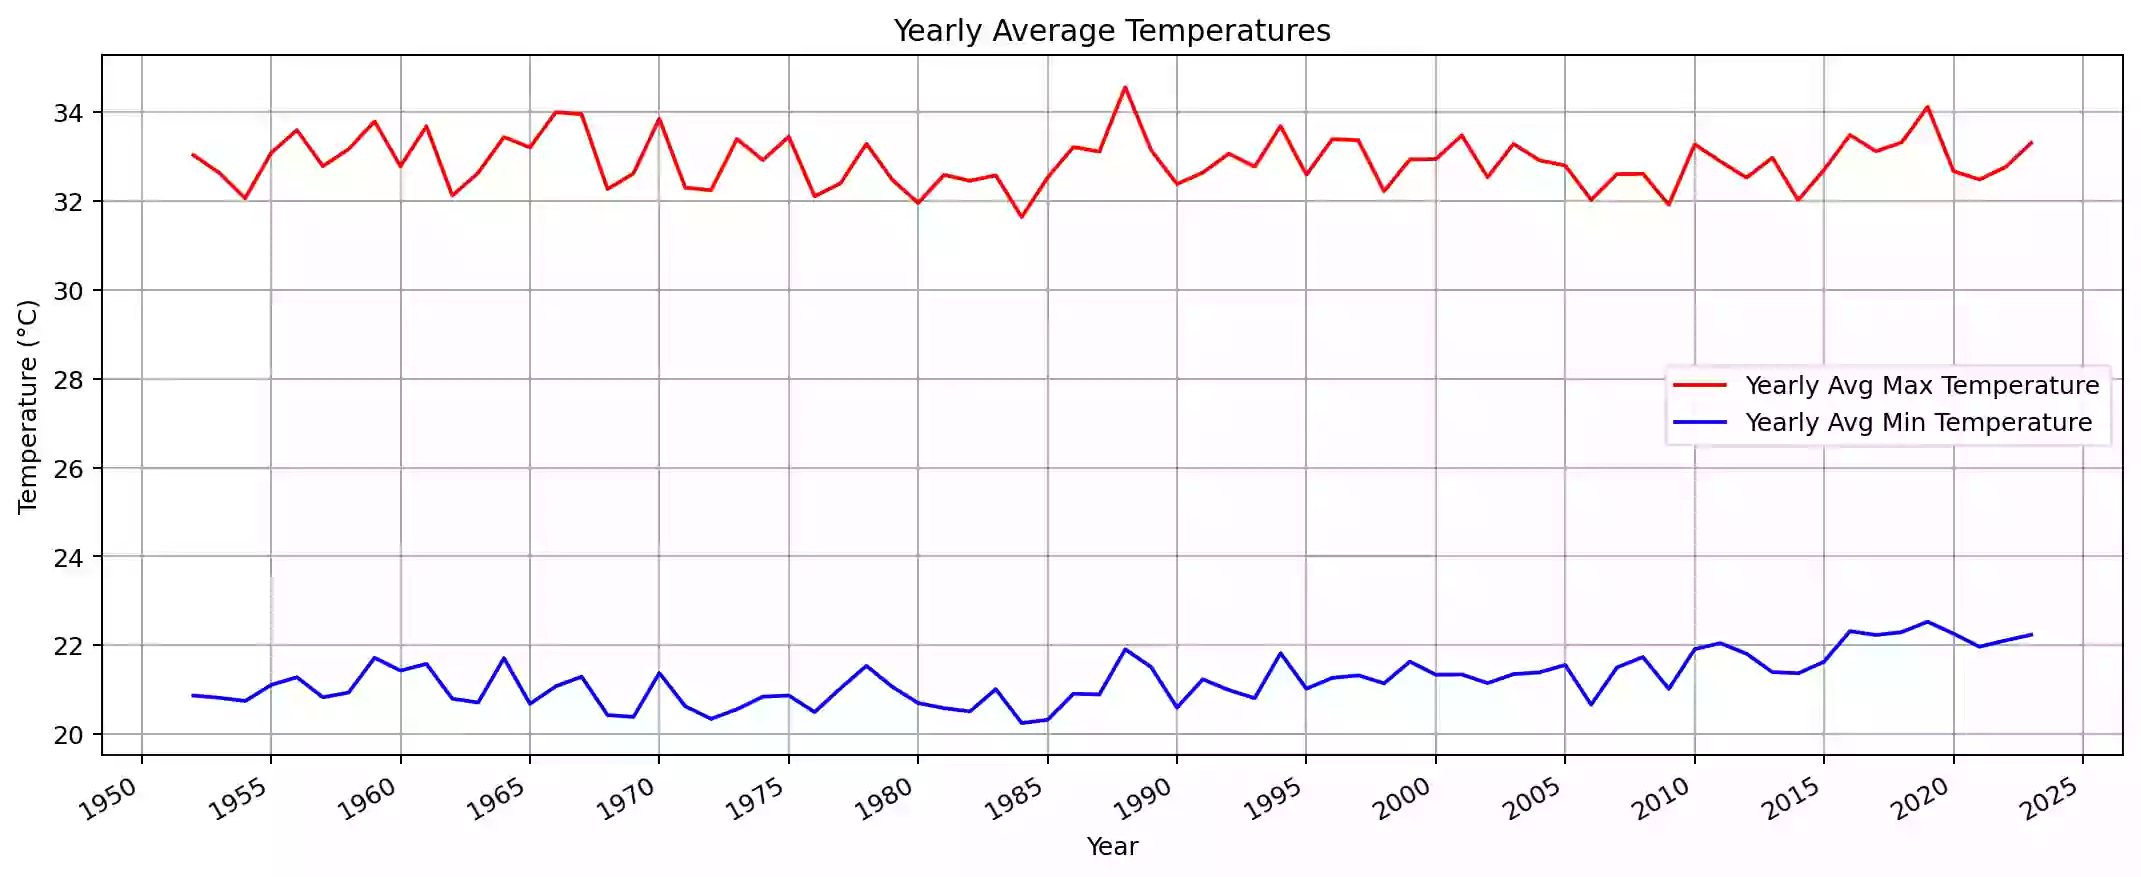 Yearly Average Temperatures
34
32
30
28
26
24
22
20
Temperature (°C)
Yearly Avg Max Temperature
Yearly Avg Min Temperature
1950 1955 1960 1965 1970 1975 1980 1985 1990 1995 2000 2005 2010 2015 2020 2025
Year